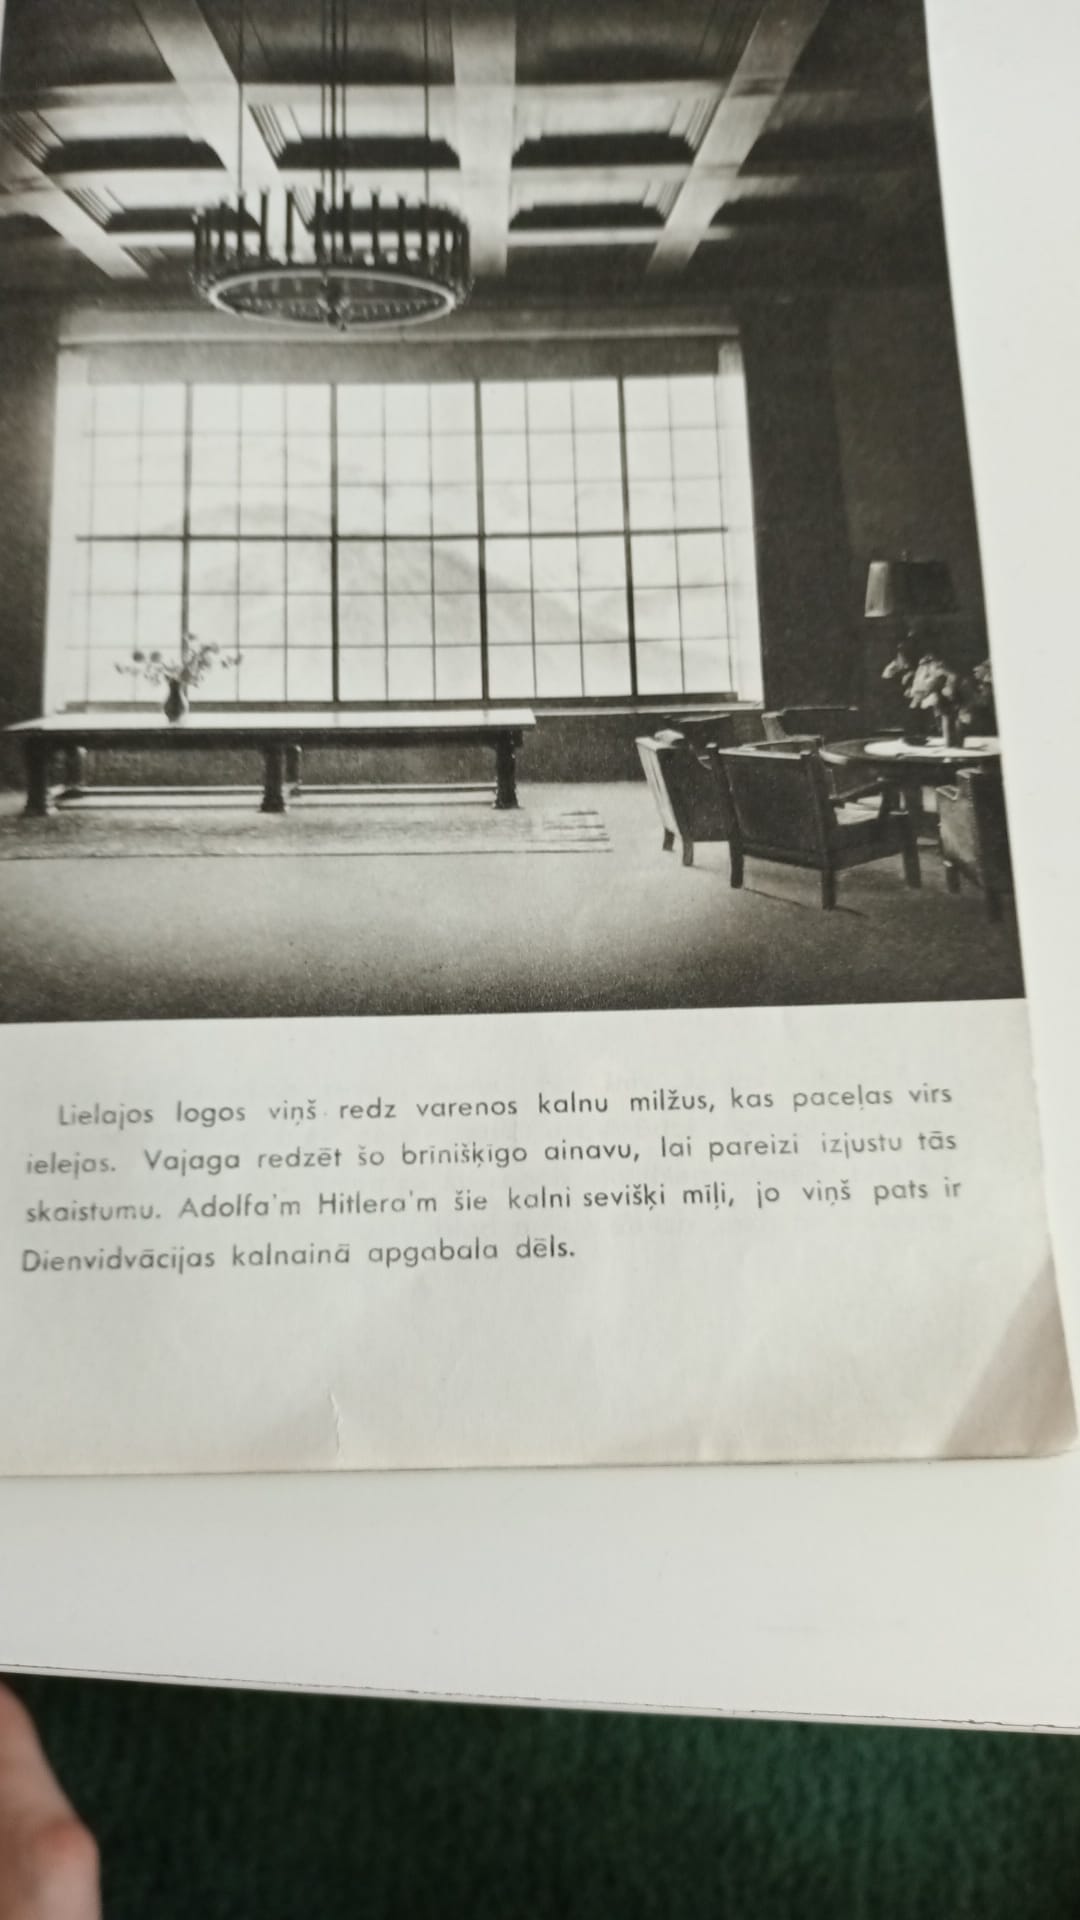 Lielajos logos viņš redz varenos kalnu milžus, kas paceļas virs
ielejas. Vajaga redzēt šo brīnišķīgo ainavu, lai pareizi izjustu tās
skaistumu. Adolfa'm Hitlera'm šie kalni sevišķi mīļi, jo viņš pats ir
Dienvidvācijas kalnainā apgabala dēls.